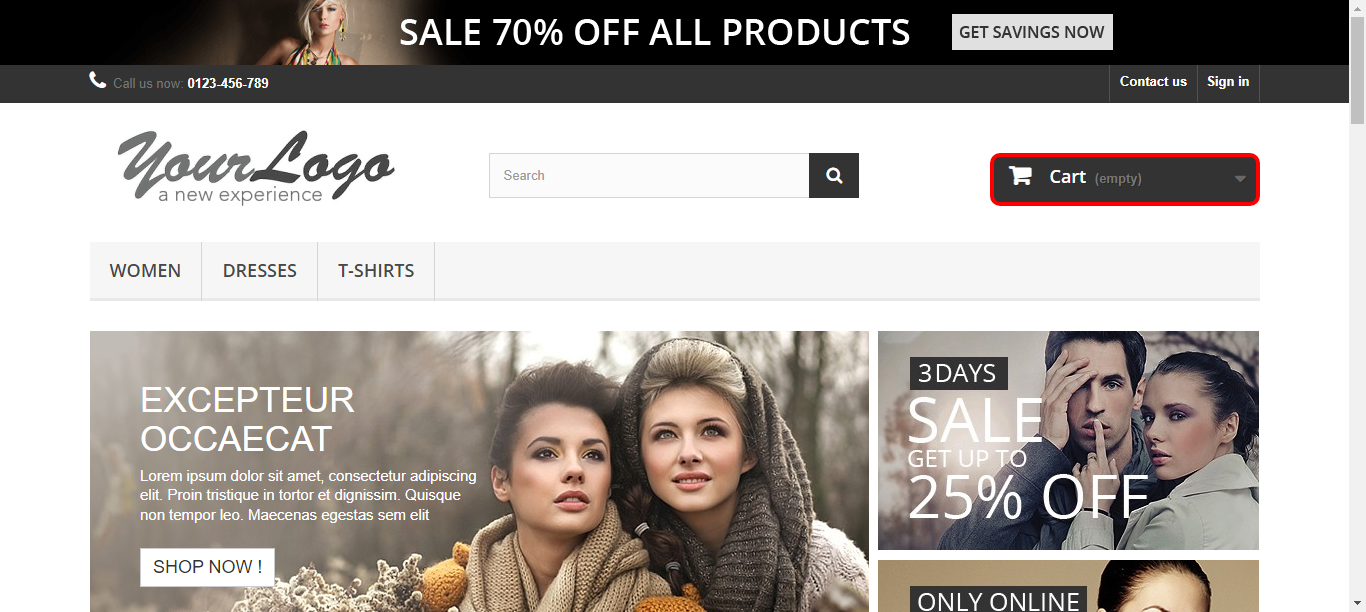 SALE 70% OFF ALL PRODUCTS
GET SAVINGS NOW
Call us now: 0123-456-789
Contact us
Sign in
YourLogo
a new experience
Search
Cart (empty)
WOMEN
DRESSES
T-SHIRTS
EXCEPTEUR
OCCAECAT
Lorem ipsum dolor sit amet, consectetur adipiscing
elit. Proin tristique in tortor et dignissim. Quisque
non tempor leo. Maecenas egestas sem elit
SHOP NOW !
3 DAYS
SALE
GET UP TO
25% OFF
ONLY ONLINE